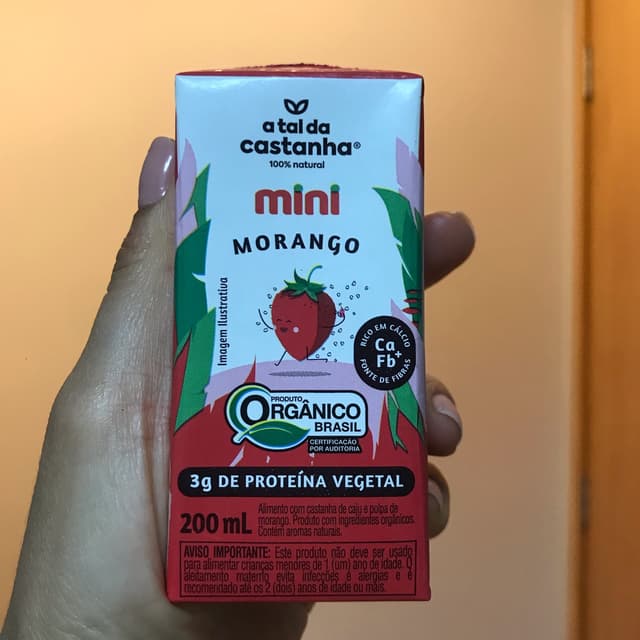 a tal da
castanha®
100% natural
mini
MORANGO
Imagem Ilustrativa
RICO EM CÁLCIO
Ca
+
Fb
FONTE DE FIBRAS
PRODUTO
ORGÂNICO
BRASIL
CERTIFICAÇÃO
POR AUDITORIA
3g DE PROTEÍNA VEGETAL
200 mL
Alimento com castanha de caju e polpa de
morango. Produto com ingredientes orgânicos.
Contém aromas naturais.
AVISO IMPORTANTE: Este produto não deve ser usado
para alimentar crianças menores de 1 (um) ano de idade. O
aleitamento materno evita infecções e alergias e é
recomendado até os 2 (dois) anos de idade ou mais.